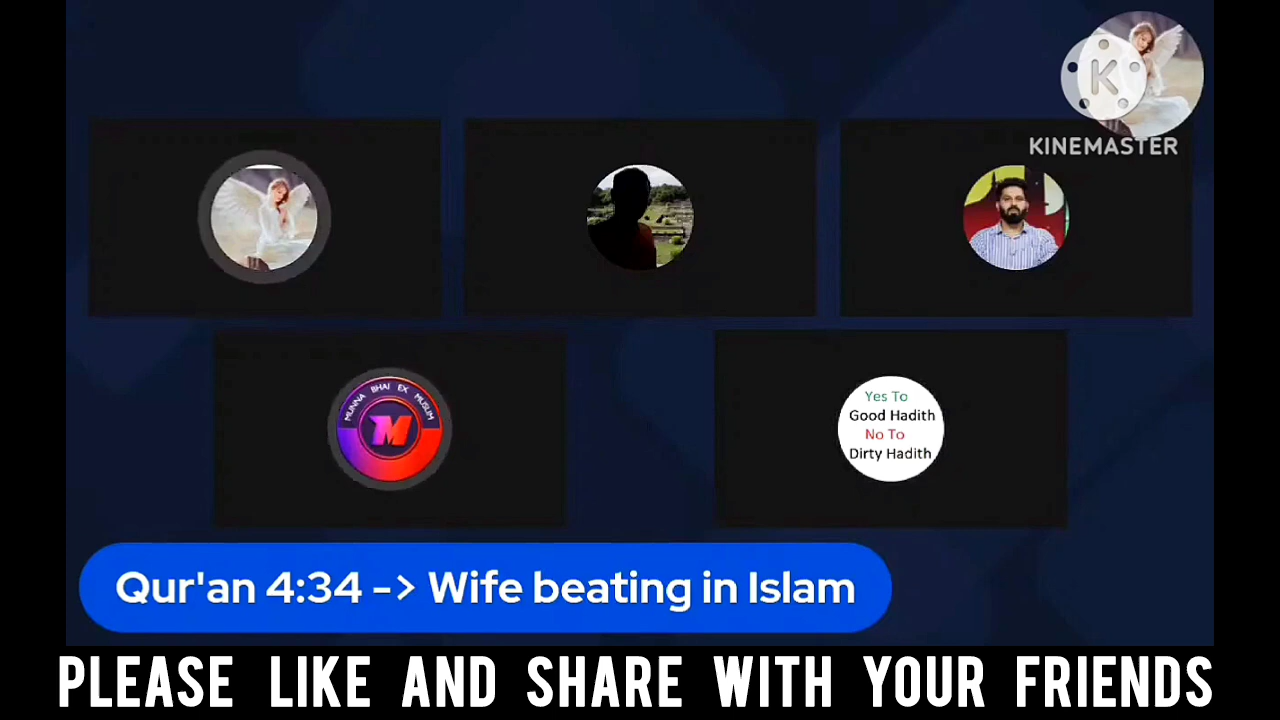 K
KINEMASTER
MUNNA BHAI EX MUSLIM
M
Yes To
Good Hadith
No To
Dirty Hadith
Qur'an 4:34 -> Wife beating in Islam
PLEASE LIKE AND SHARE WITH YOUR FRIENDS